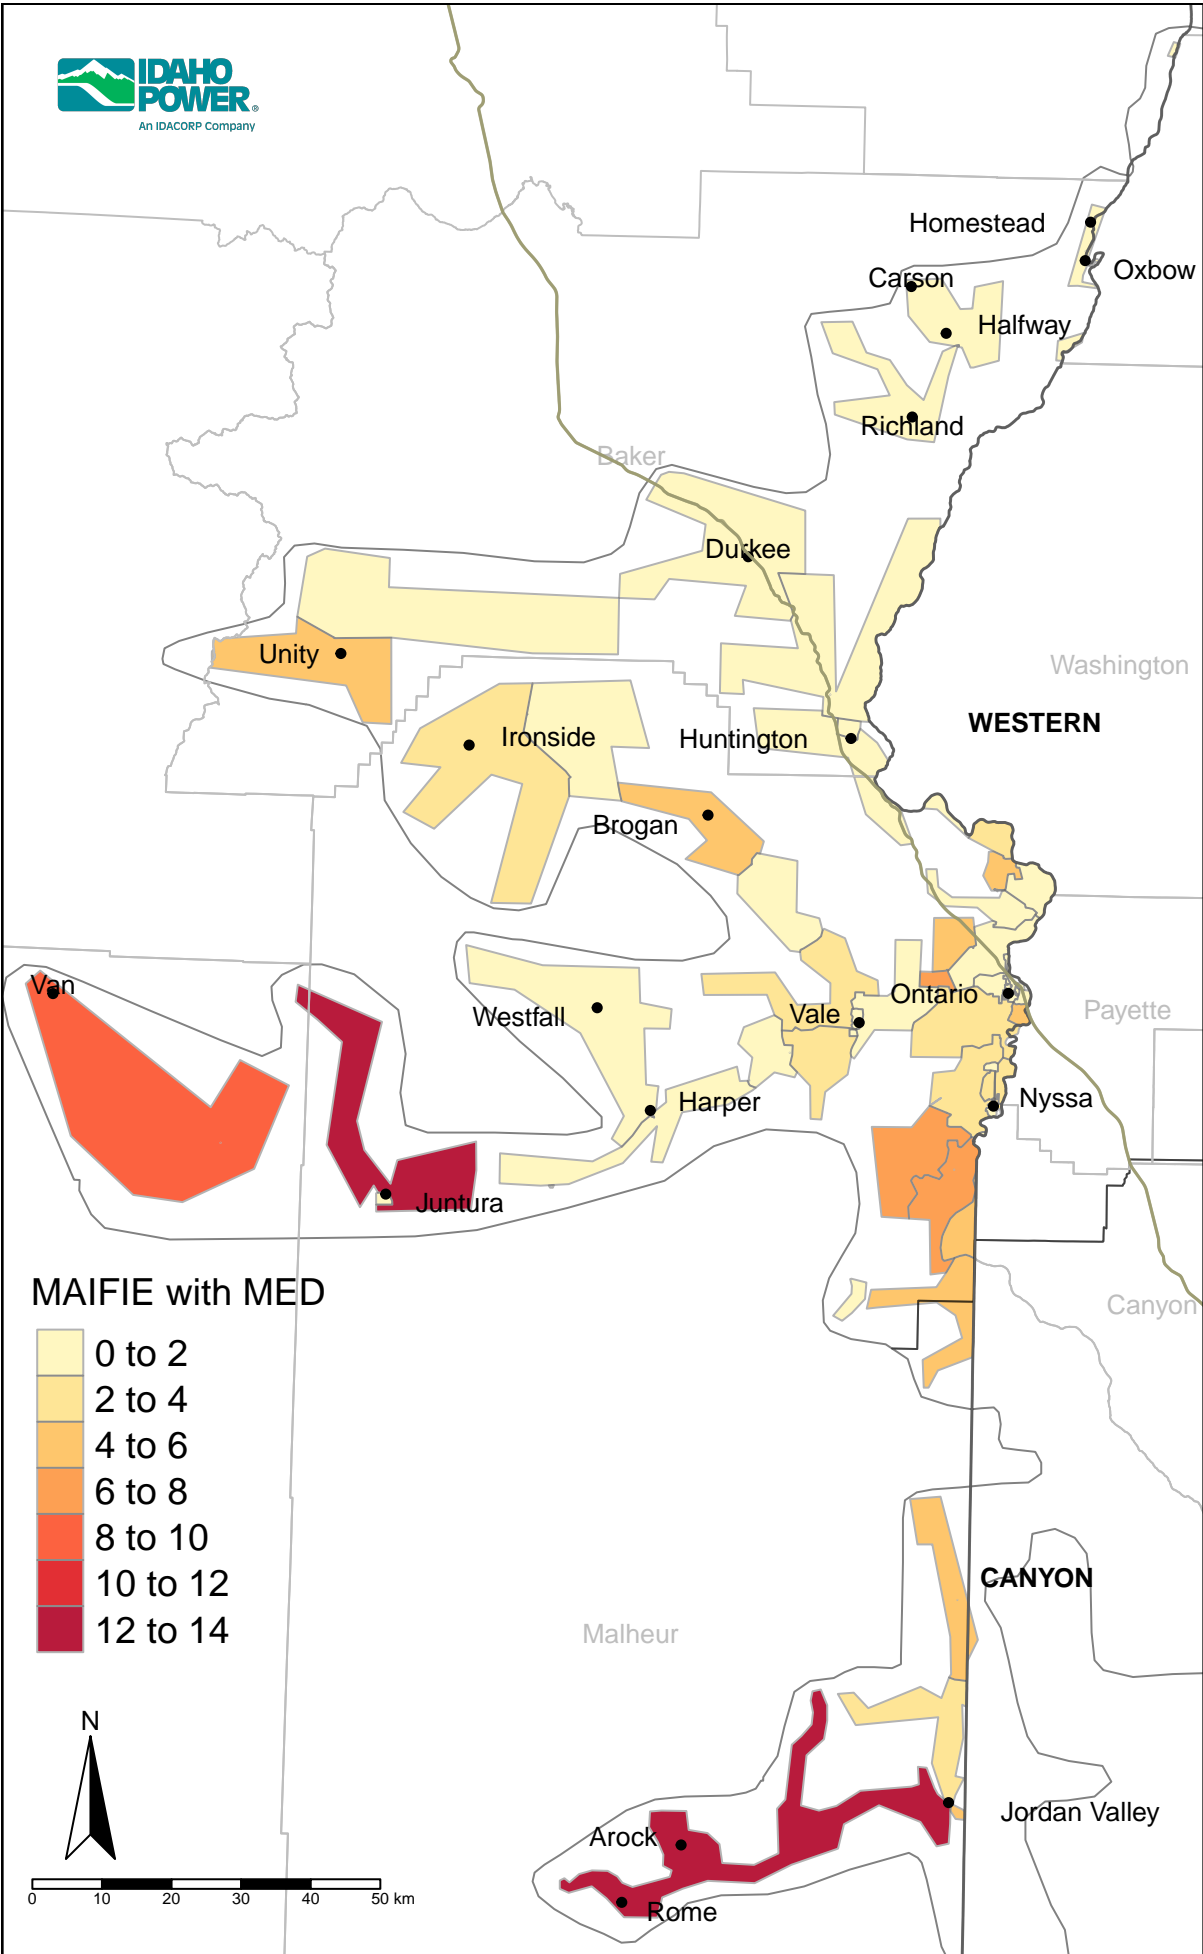 IDAHO
POWER®
An IDACORP Company
Homestead
Oxbow
Carson
Halfway
Richland
Baker
Durkee
Unity
Washington
WESTERN
Ironside
Huntington
Brogan
Van
Westfall
Vale
Ontario
Payette
Harper
Nyssa
Juntura
MAIFIE with MED
0 to 2
2 to 4
4 to 6
6 to 8
8 to 10
10 to 12
12 to 14
Canyon
CANYON
Malheur
N
Jordan Valley
Arock
Rome
0 10 20 30 40 50 km